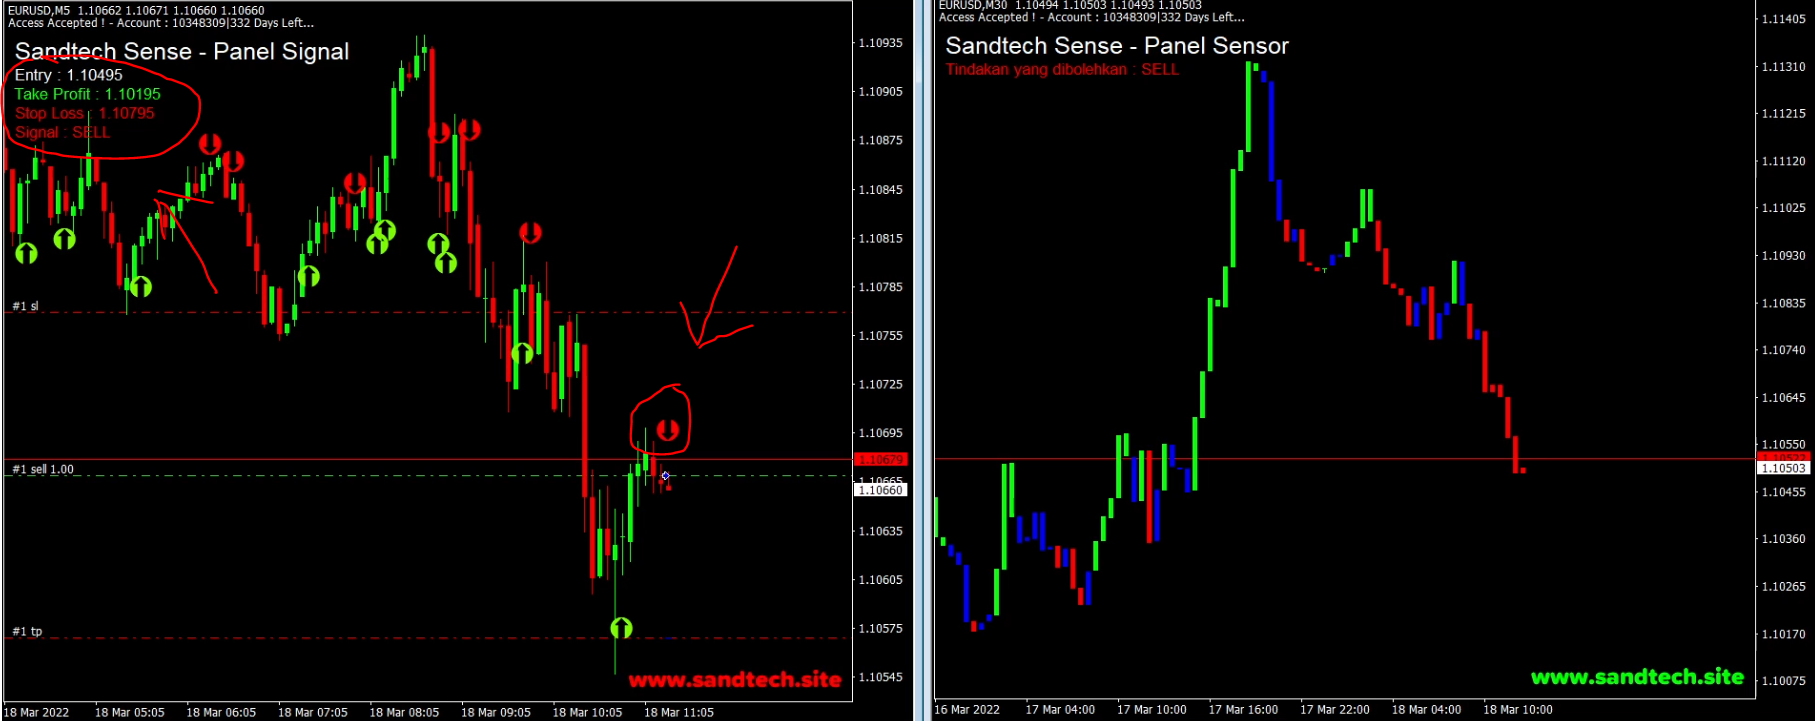 EURUSD,M5 1.10662 1.10671 1.10660 1.10660
Access Accepted ! - Account : 10348309|332 Days Left...
Sandtech Sense - Panel Signal
Entry : 1.10495
Take Profit : 1.10195
Stop Loss : 1.10795
Signal : SELL
#1 sl
#1 sell 1.00
#1 tp
1.10935
1.10905
1.10875
1.10845
1.10815
1.10785
1.10755
1.10725
1.10695
1.10679
1.10665
1.10660
1.10635
1.10605
1.10575
1.10545
www.sandtech.site
18 Mar 2022
18 Mar 05:05
18 Mar 06:05
18 Mar 07:05
18 Mar 08:05
18 Mar 09:05
18 Mar 10:05
18 Mar 11:05
EURUSD,M30 1.10494 1.10503 1.10493 1.10503
Access Accepted ! - Account : 10348309|332 Days Left...
Sandtech Sense - Panel Sensor
Tindakan yang dibolehkan : SELL
1.11405
1.11310
1.11215
1.11120
1.11025
1.10930
1.10835
1.10740
1.10645
1.10550
1.10522
1.10503
1.10455
1.10360
1.10265
1.10170
1.10075
www.sandtech.site
16 Mar 2022
17 Mar 04:00
17 Mar 10:00
17 Mar 16:00
17 Mar 22:00
18 Mar 04:00
18 Mar 10:00